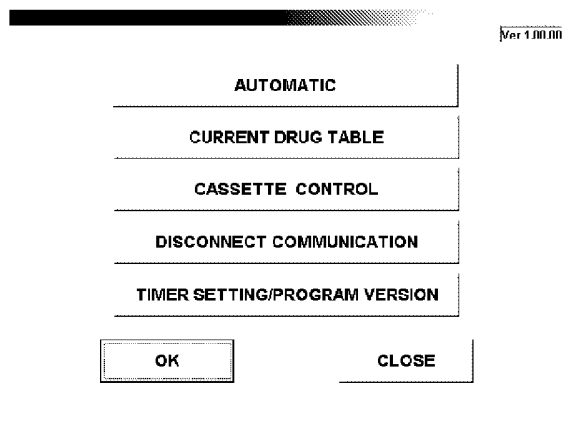 Ver 1.00.00
AUTOMATIC
CURRENT DRUG TABLE
CASSETTE CONTROL
DISCONNECT COMMUNICATION
TIMER SETTING/PROGRAM VERSION
OK
CLOSE